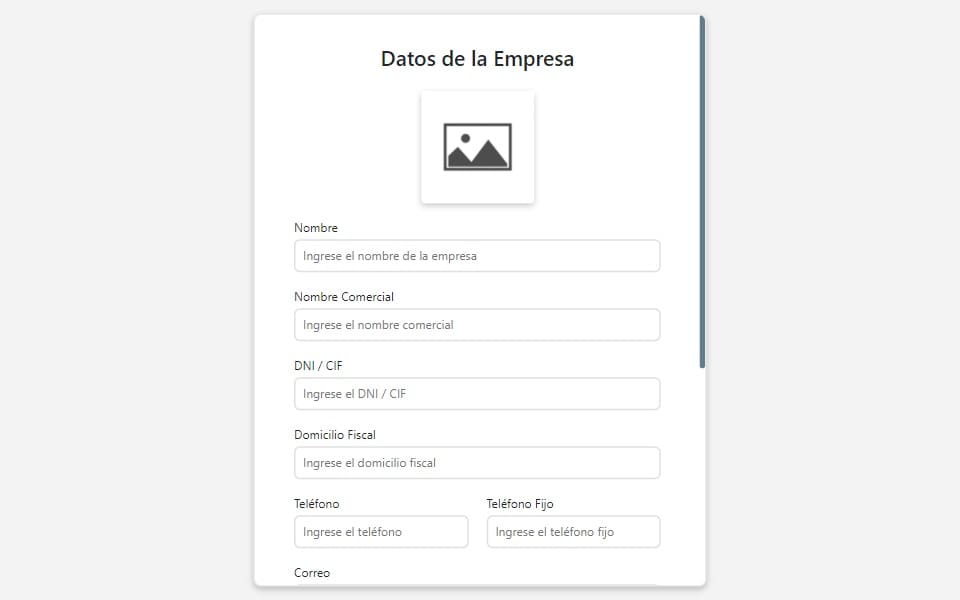 Datos de la Empresa
Nombre
Ingrese el nombre de la empresa
Nombre Comercial
Ingrese el nombre comercial
DNI / CIF
Ingrese el DNI / CIF
Domicilio Fiscal
Ingrese el domicilio fiscal
Teléfono
Teléfono Fijo
Ingrese el teléfono
Ingrese el teléfono fijo
Correo